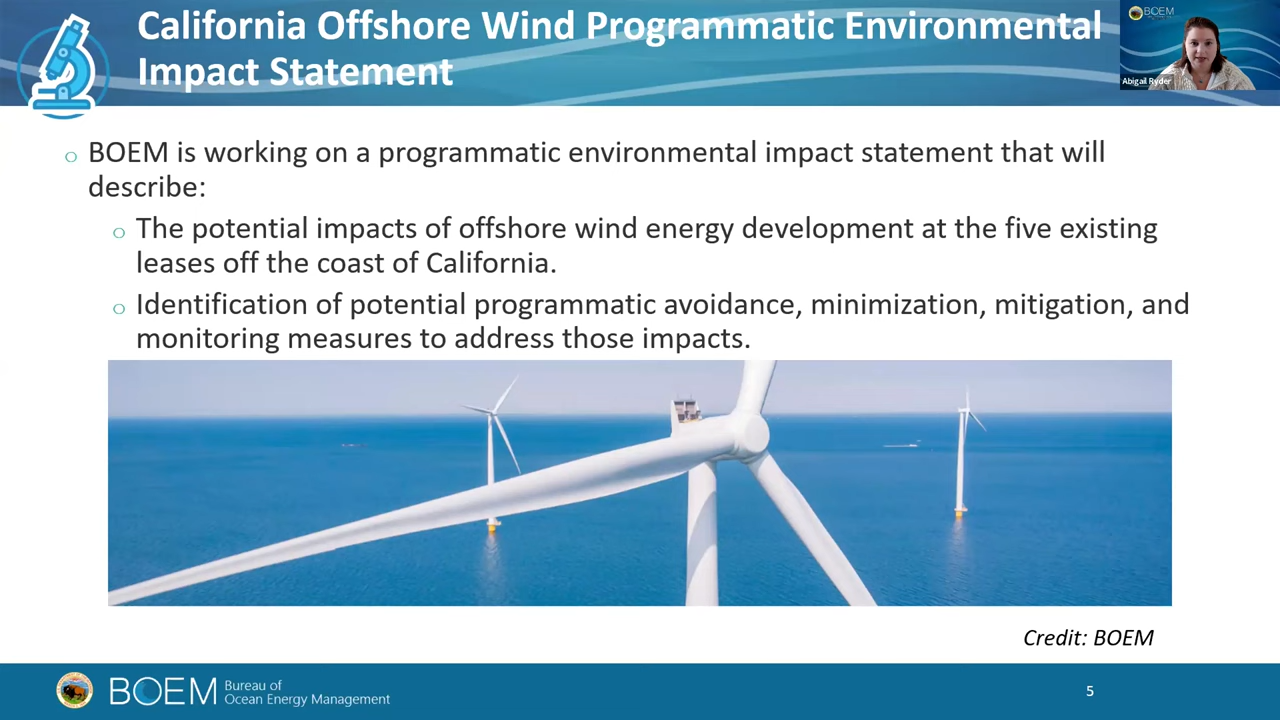 California Offshore Wind Programmatic Environmental
Impact Statement
BOEM
Abigail Ryder
o BOEM is working on a programmatic environmental impact statement that will
describe:
o The potential impacts of offshore wind energy development at the five existing
leases off the coast of California.
o Identification of potential programmatic avoidance, minimization, mitigation, and
monitoring measures to address those impacts.
Credit: BOEM
BOEM
Bureau of
Ocean Energy Management
5